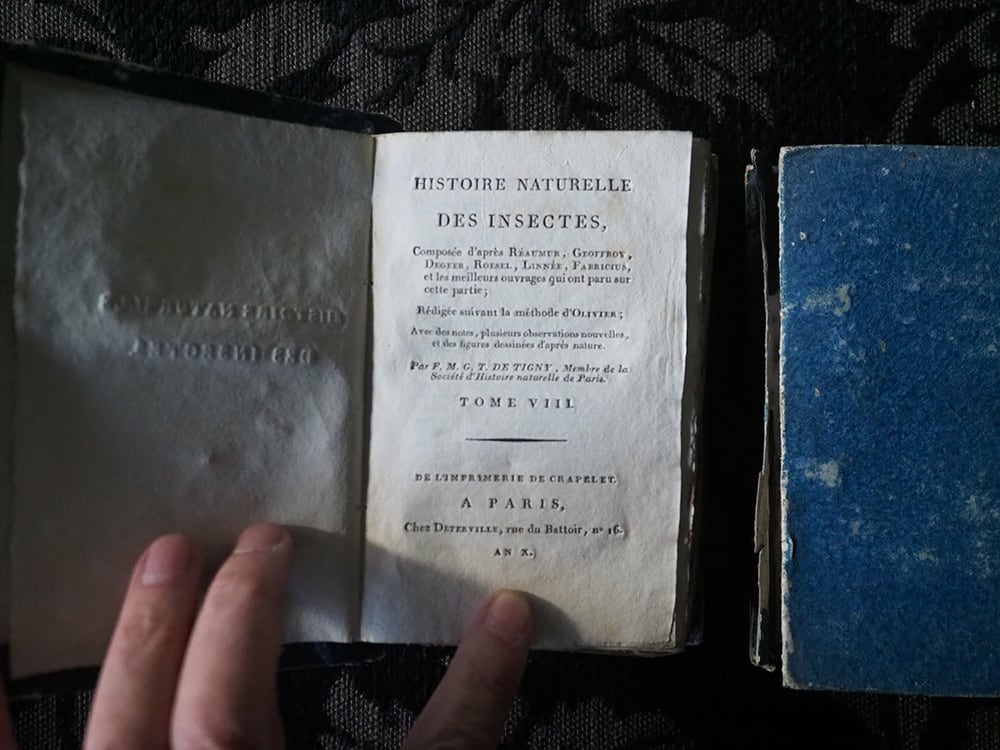 HISTOIRE NATURELLE
DES INSECTES,
Composée d'après RÉAUMUR, GEOFFROY,
DEGEER, ROESEL, LINNÉE, FABRICIUS,
et les meilleurs ouvrages qui ont paru sur
cette partie;
Rédigée suivant la méthode d'OLIVIER;
Avec des notes, plusieurs observations nouvelles,
et des figures dessinées d'après nature.
Par F. M. G. T. DE TIGNY, Membre de la
Société d'Histoire naturelle de Paris.
TOME VIII.
DE L'IMPRIMERIE DE CRAPELET.
A PARIS,
Chez DETERVILLE, rue du Battoir, nº 16.
AN X.